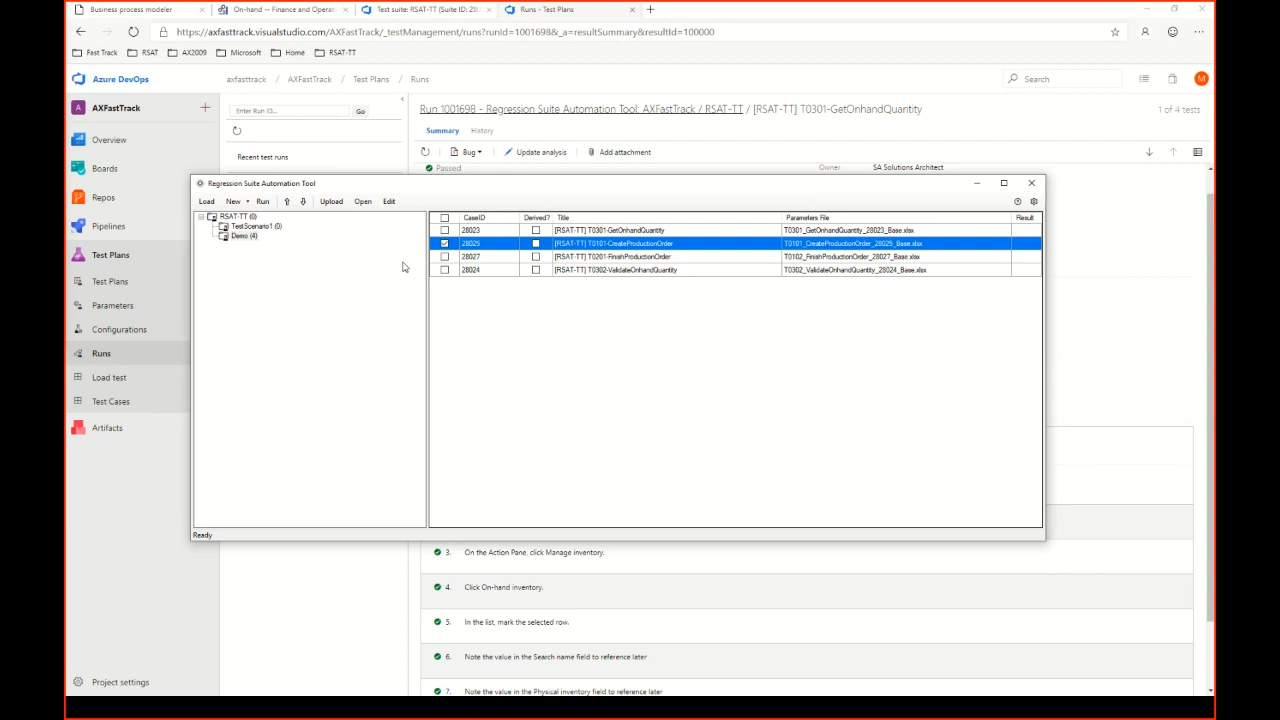 Business process modeler
On-hand -- Finance and Operat
Test suite: RSAT-TT (Suite ID: 28
Runs - Test Plans
https://axfasttrack.visualstudio.com/AXFastTrack/_testManagement/runs?runId=1001698&_a=resultSummary&resultId=100000
Fast Track
RSAT
AX2009
Microsoft
Home
RSAT-TT
Azure DevOps
axfasttrack / AXFastTrack / Test Plans / Runs
Search
M
A
AXFastTrack
Enter Run ID...
Go
Run 1001698 - Regression Suite Automation Tool: AXFastTrack / RSAT-TT / [RSAT-TT] T0301-GetOnhandQuantity
1 of 4 tests
Overview
Boards
Repos
Pipelines
Test Plans
Test Plans
Parameters
Configurations
Runs
Load test
Test Cases
Artifacts
Project settings
Recent test runs
Summary
History
Bug
Update analysis
Add attachment
Passed
Owner
SA Solutions Architect
Regression Suite Automation Tool
Load
New
Run
Upload
Open
Edit
RSAT-TT (0)
TestScenario1 (0)
Demo (4)
CaseID
Derived?
Title
Parameters File
Result
28023
[RSAT-TT] T0301-GetOnhandQuantity
T0301_GetOnhandQuantity_28023_Base.xlsx
28025
[RSAT-TT] T0101-CreateProductionOrder
T0101_CreateProductionOrder_28025_Base.xlsx
28027
[RSAT-TT] T0201-FinishProductionOrder
T0102_FinishProductionOrder_28027_Base.xlsx
28024
[RSAT-TT] T0302-ValidateOnhandQuantity
T0302_ValidateOnhandQuantity_28024_Base.xlsx
Ready
3. On the Action Pane, click Manage inventory.
4. Click On-hand inventory.
5. In the list, mark the selected row.
6. Note the value in the Search name field to reference later
7. Note the value in the Physical inventory field to reference later